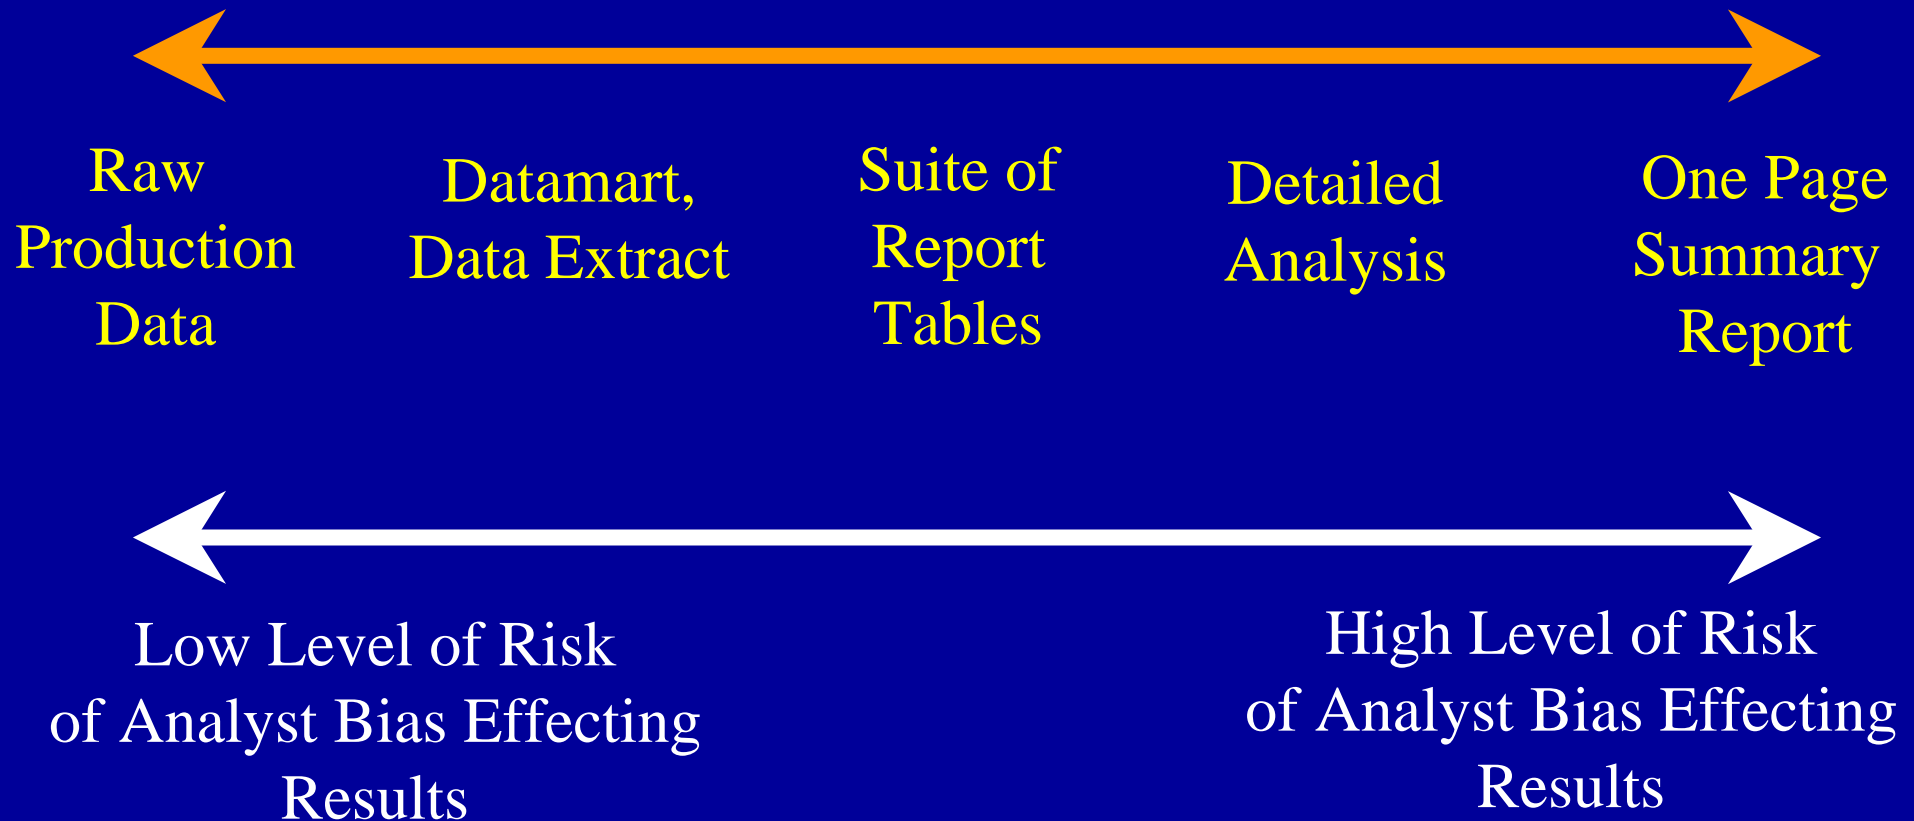 Raw
Production
Data
Datamart,
Data Extract
Suite of
Report
Tables
Detailed
Analysis
One Page
Summary
Report
Low Level of Risk
of Analyst Bias Effecting
Results
High Level of Risk
of Analyst Bias Effecting
Results